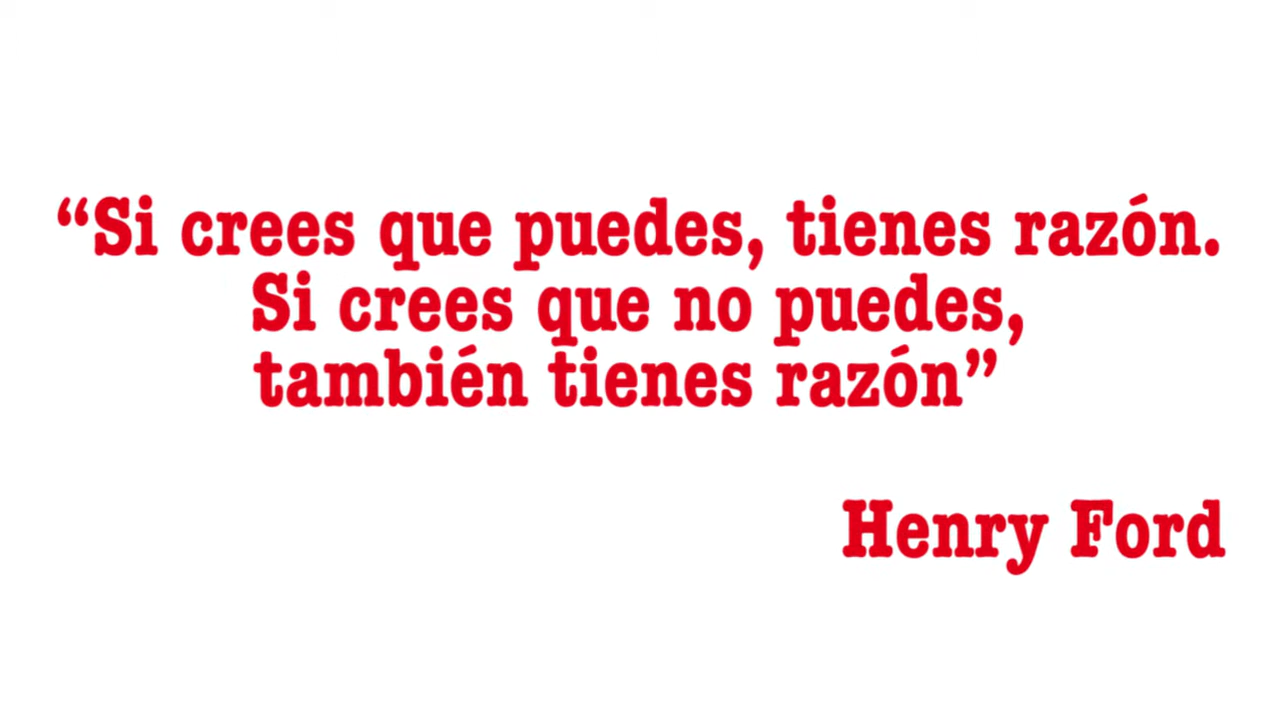 “Si crees que puedes, tienes razón.
Si crees que no puedes,
también tienes razón”
Henry Ford